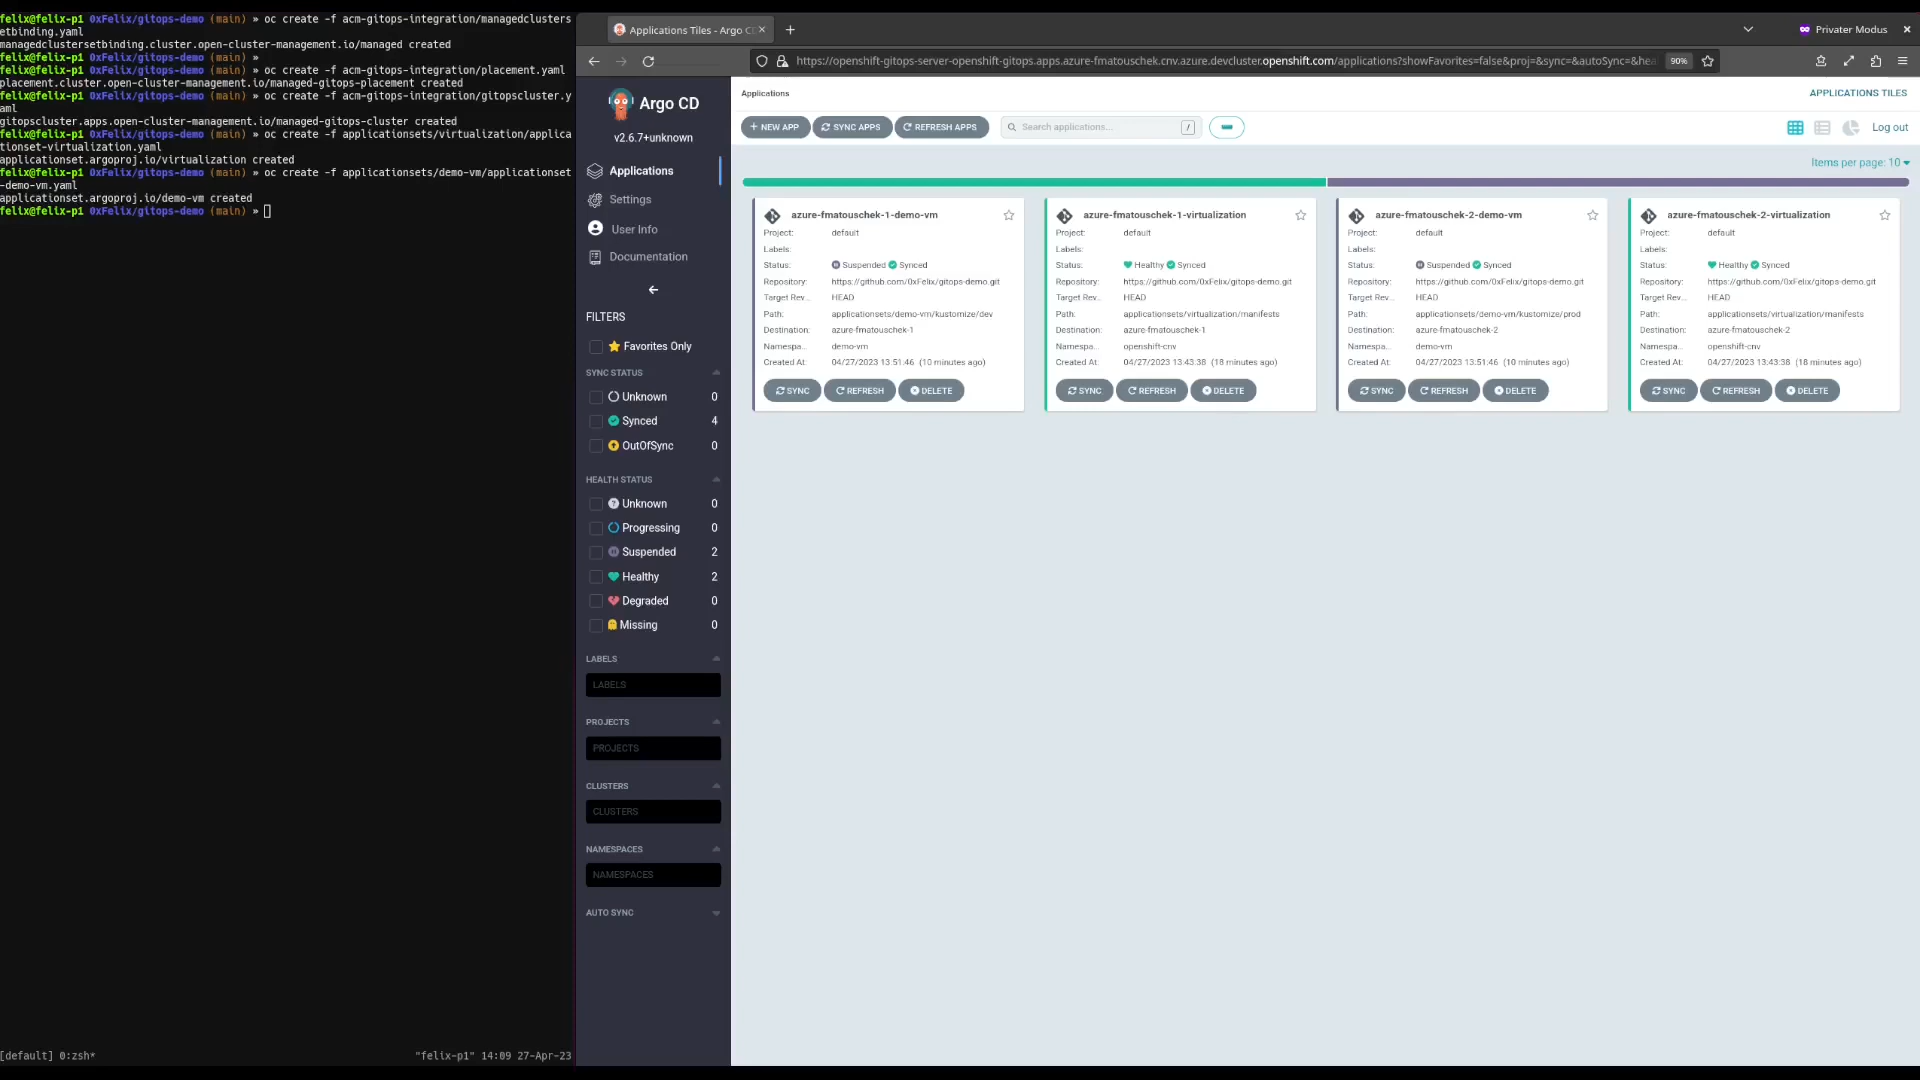 felix@felix-p1 0xFelix/gitops-demo (main) » oc create -f acm-gitops-integration/managedclusters
etbinding.yaml
managedclustersetbinding.cluster.open-cluster-management.io/managed created
felix@felix-p1 0xFelix/gitops-demo (main) »
felix@felix-p1 0xFelix/gitops-demo (main) » oc create -f acm-gitops-integration/placement.yaml
placement.cluster.open-cluster-management.io/managed-gitops-placement created
felix@felix-p1 0xFelix/gitops-demo (main) » oc create -f acm-gitops-integration/gitopscluster.y
aml
gitopscluster.apps.open-cluster-management.io/managed-gitops-cluster created
felix@felix-p1 0xFelix/gitops-demo (main) » oc create -f applicationsets/virtualization/applica
tionset-virtualization.yaml
applicationset.argoproj.io/virtualization created
felix@felix-p1 0xFelix/gitops-demo (main) » oc create -f applicationsets/demo-vm/applicationset
-demo-vm.yaml
applicationset.argoproj.io/demo-vm created
felix@felix-p1 0xFelix/gitops-demo (main) »
[default] 0:zsh* "felix-p1" 14:09 27-Apr-23
Applications Tiles - Argo C
Privater Modus
https://openshift-gitops-server-openshift-gitops.apps.azure-fmatouschek.cnv.azure.devcluster.openshift.com/applications?showFavorites=false&proj=&sync=&autoSync=&hea
90%
Argo CD
v2.6.7+unknown
Applications
Settings
User Info
Documentation
FILTERS
Favorites Only
SYNC STATUS
Unknown 0
Synced 4
OutOfSync 0
HEALTH STATUS
Unknown 0
Progressing 0
Suspended 2
Healthy 2
Degraded 0
Missing 0
LABELS
LABELS
PROJECTS
PROJECTS
CLUSTERS
CLUSTERS
NAMESPACES
NAMESPACES
AUTO SYNC
Applications
APPLICATIONS TILES
+ NEW APP
SYNC APPS
REFRESH APPS
Search applications...
/
Log out
Items per page: 10
azure-fmatouschek-1-demo-vm
Project: default
Labels:
Status: Suspended Synced
Repository: https://github.com/0xFelix/gitops-demo.git
Target Rev... HEAD
Path: applicationsets/demo-vm/kustomize/dev
Destination: azure-fmatouschek-1
Namespa... demo-vm
Created At: 04/27/2023 13:51:46 (10 minutes ago)
SYNC REFRESH DELETE
azure-fmatouschek-1-virtualization
Project: default
Labels:
Status: Healthy Synced
Repository: https://github.com/0xFelix/gitops-demo.git
Target Rev... HEAD
Path: applicationsets/virtualization/manifests
Destination: azure-fmatouschek-1
Namespa... openshift-cnv
Created At: 04/27/2023 13:43:38 (18 minutes ago)
SYNC REFRESH DELETE
azure-fmatouschek-2-demo-vm
Project: default
Labels:
Status: Suspended Synced
Repository: https://github.com/0xFelix/gitops-demo.git
Target Rev... HEAD
Path: applicationsets/demo-vm/kustomize/prod
Destination: azure-fmatouschek-2
Namespa... demo-vm
Created At: 04/27/2023 13:51:46 (10 minutes ago)
SYNC REFRESH DELETE
azure-fmatouschek-2-virtualization
Project: default
Labels:
Status: Healthy Synced
Repository: https://github.com/0xFelix/gitops-demo.git
Target Rev... HEAD
Path: applicationsets/virtualization/manifests
Destination: azure-fmatouschek-2
Namespa... openshift-cnv
Created At: 04/27/2023 13:43:38 (18 minutes ago)
SYNC REFRESH DELETE